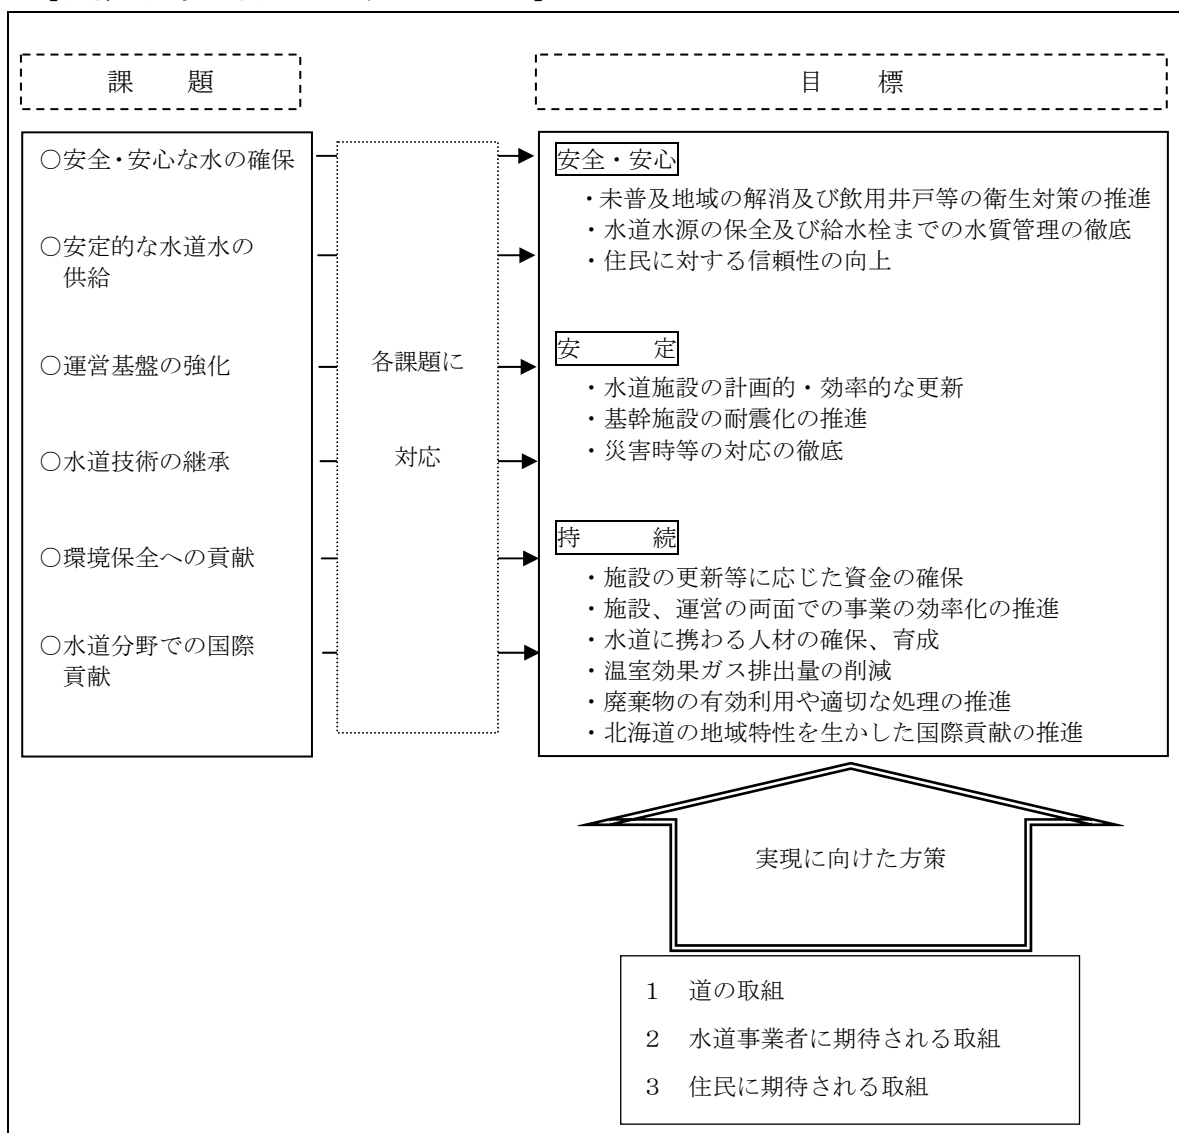 課　　題
目　　標
○安全・安心な水の確保
○安定的な水道水の
供給
○運営基盤の強化
○水道技術の継承
○環境保全への貢献
○水道分野での国際
貢献
各課題に
対応
安全・安心
・未普及地域の解消及び飲用井戸等の衛生対策の推進
・水道水源の保全及び給水栓までの水質管理の徹底
・住民に対する信頼性の向上
安　　定
・水道施設の計画的・効率的な更新
・基幹施設の耐震化の推進
・災害時等の対応の徹底
持　　続
・施設の更新等に応じた資金の確保
・施設、運営の両面での事業の効率化の推進
・水道に携わる人材の確保、育成
・温室効果ガス排出量の削減
・廃棄物の有効利用や適切な処理の推進
・北海道の地域特性を生かした国際貢献の推進
実現に向けた方策
１　道の取組
２　水道事業者に期待される取組
３　住民に期待される取組